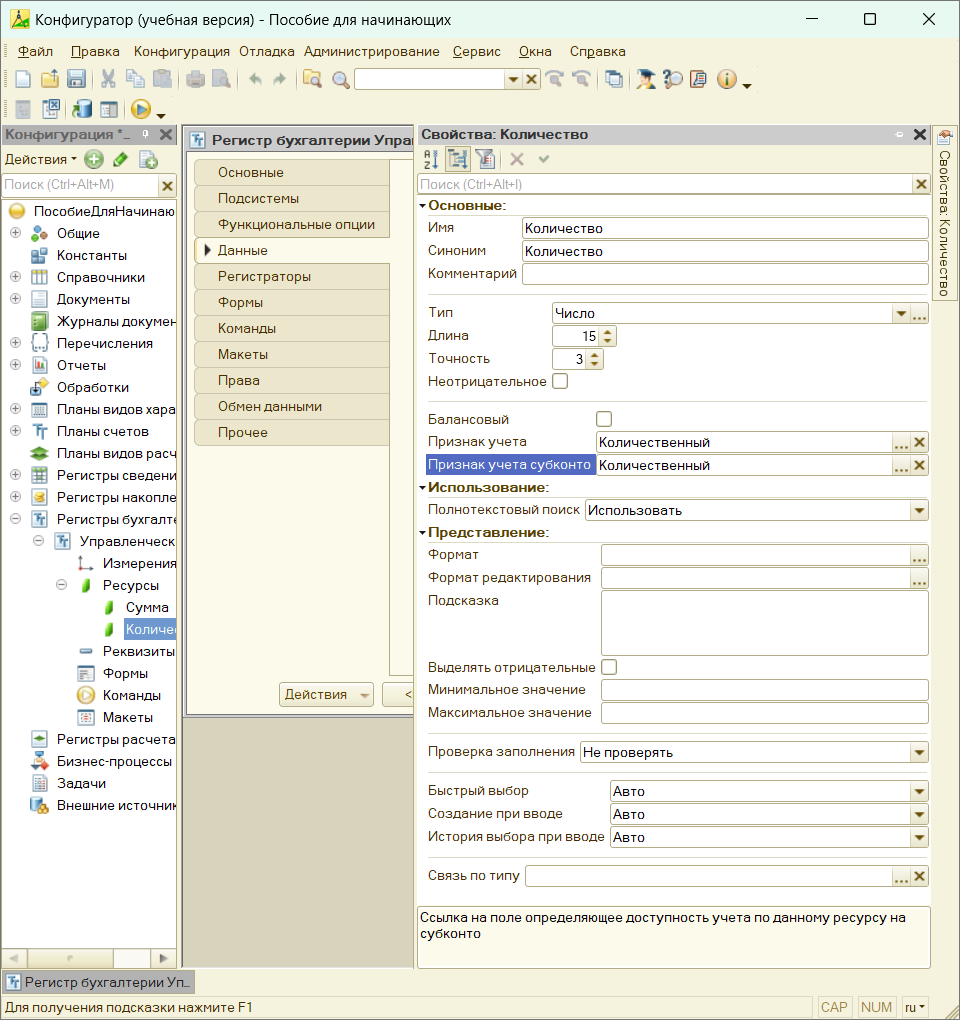 Конфигуратор (учебная версия) - Пособие для начинающих
Файл Правка Конфигурация Отладка Администрирование Сервис Окна Справка
Конфигурация *...
Действия
Поиск (Ctrl+Alt+M)
ПособиеДляНачинаю
Общие
Константы
Справочники
Документы
Журналы докумен
Перечисления
Отчеты
Обработки
Планы видов хара
Планы счетов
Планы видов расч
Регистры сведени
Регистры накопле
Регистры бухгалте
Управленческ
Измерения
Ресурсы
Сумма
Количес
Реквизиты
Формы
Команды
Макеты
Регистры расчета
Бизнес-процессы
Задачи
Внешние источник
Регистр бухгалтерии Упра
Основные
Подсистемы
Функциональные опции
Данные
Регистраторы
Формы
Команды
Макеты
Права
Обмен данными
Прочее
Действия
<
Свойства: Количество
Поиск (Ctrl+Alt+I)
Основные:
Имя Количество
Синоним Количество
Комментарий
Тип Число ...
Длина 15
Точность 3
Неотрицательное
Балансовый
Признак учета Количественный ...
Признак учета субконто Количественный ...
Использование:
Полнотекстовый поиск Использовать
Представление:
Формат ...
Формат редактирования ...
Подсказка
Выделять отрицательные
Минимальное значение
Максимальное значение
Проверка заполнения Не проверять
Быстрый выбор Авто
Создание при вводе Авто
История выбора при вводе Авто
Связь по типу ...
Ссылка на поле определяющее доступность учета по данному ресурсу на
субконто
Свойства: Количество
Регистр бухгалтерии Уп...
Для получения подсказки нажмите F1
CAP NUM ru